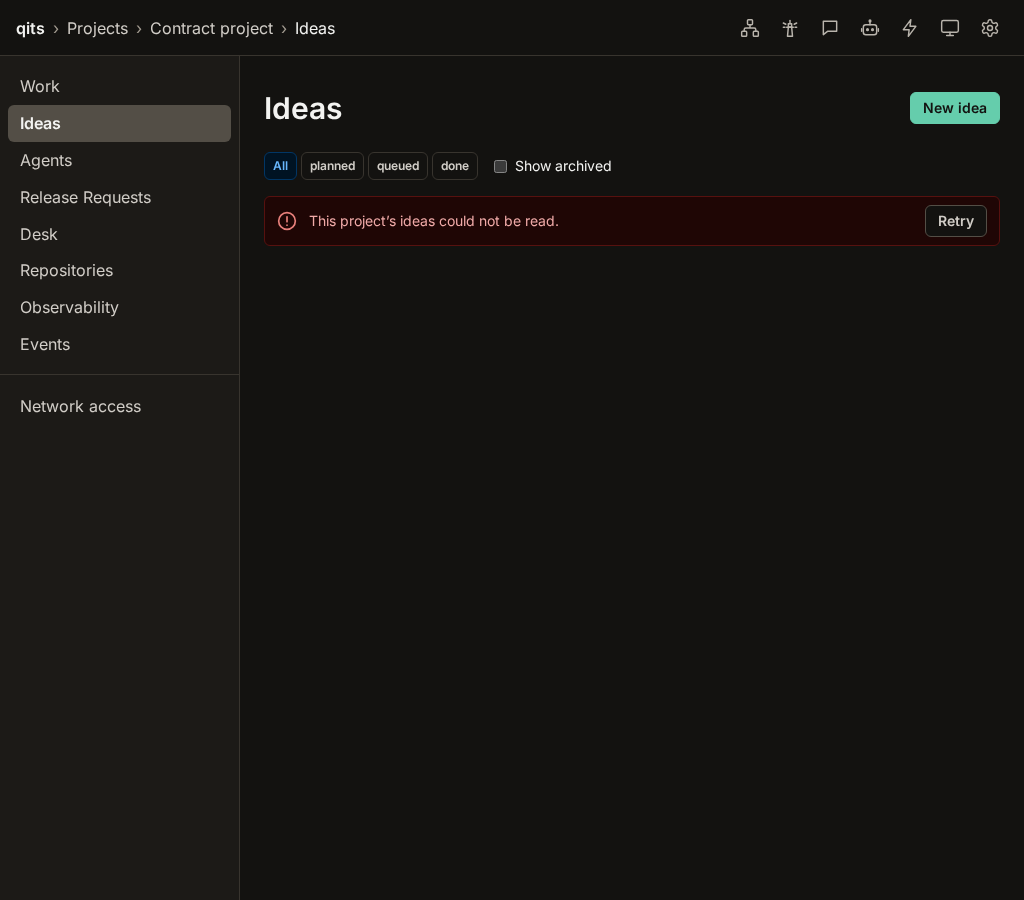 qits › Projects › Contract project › Ideas
Work
Ideas
Agents
Release Requests
Desk
Repositories
Observability
Events
Network access
Ideas
New idea
All planned queued done Show archived
This project’s ideas could not be read.
Retry